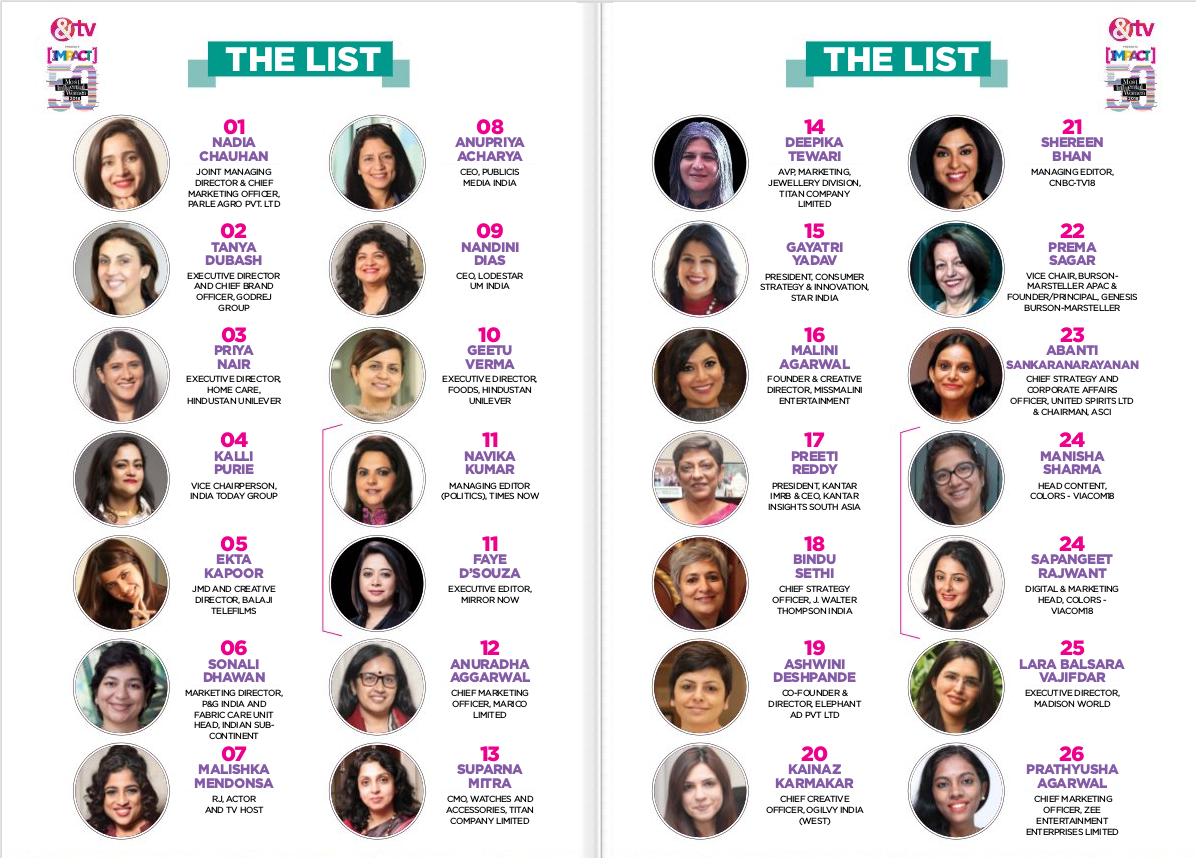 &tv
PRESENTS
[IMPACT]
50
Most
Influential
Women
2018
THE LIST
01
NADIA
CHAUHAN
JOINT MANAGING
DIRECTOR & CHIEF
MARKETING OFFICER,
PARLE AGRO PVT. LTD
02
TANYA
DUBASH
EXECUTIVE DIRECTOR
AND CHIEF BRAND
OFFICER, GODREJ
GROUP
03
PRIYA
NAIR
EXECUTIVE DIRECTOR,
HOME CARE,
HINDUSTAN UNILEVER
04
KALLI
PURIE
VICE CHAIRPERSON,
INDIA TODAY GROUP
05
EKTA
KAPOOR
JMD AND CREATIVE
DIRECTOR, BALAJI
TELEFILMS
06
SONALI
DHAWAN
MARKETING DIRECTOR,
P&G INDIA AND
FABRIC CARE UNIT
HEAD, INDIAN SUB-
CONTINENT
07
MALISHKA
MENDONSA
RJ, ACTOR
AND TV HOST
08
ANUPRIYA
ACHARYA
CEO, PUBLICIS
MEDIA INDIA
09
NANDINI
DIAS
CEO, LODESTAR
UM INDIA
10
GEETU
VERMA
EXECUTIVE DIRECTOR,
FOODS, HINDUSTAN
UNILEVER
11
NAVIKA
KUMAR
MANAGING EDITOR
(POLITICS), TIMES NOW
11
FAYE
D'SOUZA
EXECUTIVE EDITOR,
MIRROR NOW
12
ANURADHA
AGGARWAL
CHIEF MARKETING
OFFICER, MARICO
LIMITED
13
SUPARNA
MITRA
CMO, WATCHES AND
ACCESSORIES, TITAN
COMPANY LIMITED
&tv
PRESENTS
[IMPACT]
50
Most
Influential
Women
2018
THE LIST
14
DEEPIKA
TEWARI
AVP, MARKETING,
JEWELLERY DIVISION,
TITAN COMPANY
LIMITED
15
GAYATRI
YADAV
PRESIDENT, CONSUMER
STRATEGY & INNOVATION,
STAR INDIA
16
MALINI
AGARWAL
FOUNDER & CREATIVE
DIRECTOR, MISSMALINI
ENTERTAINMENT
17
PREETI
REDDY
PRESIDENT, KANTAR
IMRB & CEO, KANTAR
INSIGHTS SOUTH ASIA
18
BINDU
SETHI
CHIEF STRATEGY
OFFICER, J. WALTER
THOMPSON INDIA
19
ASHWINI
DESHPANDE
CO-FOUNDER &
DIRECTOR, ELEPHANT
AD PVT LTD
20
KAINAZ
KARMAKAR
CHIEF CREATIVE
OFFICER, OGILVY INDIA
(WEST)
21
SHEREEN
BHAN
MANAGING EDITOR,
CNBC-TV18
22
PREMA
SAGAR
VICE CHAIR, BURSON-
MARSTELLER APAC &
FOUNDER/PRINCIPAL, GENESIS
BURSON-MARSTELLER
23
ABANTI
SANKARANARAYANAN
CHIEF STRATEGY AND
CORPORATE AFFAIRS
OFFICER, UNITED SPIRITS LTD
& CHAIRMAN, ASCI
24
MANISHA
SHARMA
HEAD CONTENT,
COLORS - VIACOM18
24
SAPANGEET
RAJWANT
DIGITAL & MARKETING
HEAD, COLORS -
VIACOM18
25
LARA BALSARA
VAJIFDAR
EXECUTIVE DIRECTOR,
MADISON WORLD
26
PRATHYUSHA
AGARWAL
CHIEF MARKETING
OFFICER, ZEE
ENTERTAINMENT
ENTERPRISES LIMITED